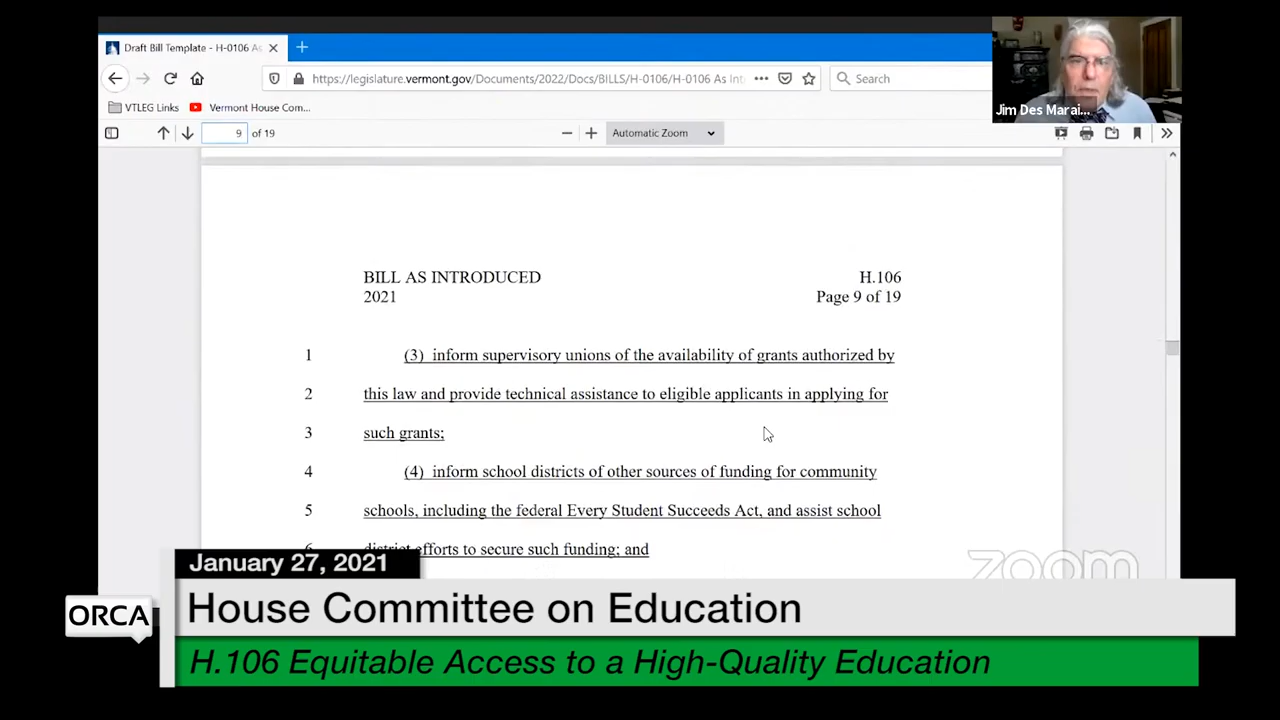 Draft Bill Template - H-0106 As
https://legislature.vermont.gov/Documents/2022/Docs/BILLS/H-0106/H-0106 As Int
Search
VTLEG Links
Vermont House Com...
9 of 19
Automatic Zoom
Jim Des Marai...
BILL AS INTRODUCED H.106
2021 Page 9 of 19
1 (3) inform supervisory unions of the availability of grants authorized by
2 this law and provide technical assistance to eligible applicants in applying for
3 such grants;
4 (4) inform school districts of other sources of funding for community
5 schools, including the federal Every Student Succeeds Act, and assist school
6 district efforts to secure such funding; and
zoom
January 27, 2021
ORCA
House Committee on Education
H.106 Equitable Access to a High-Quality Education